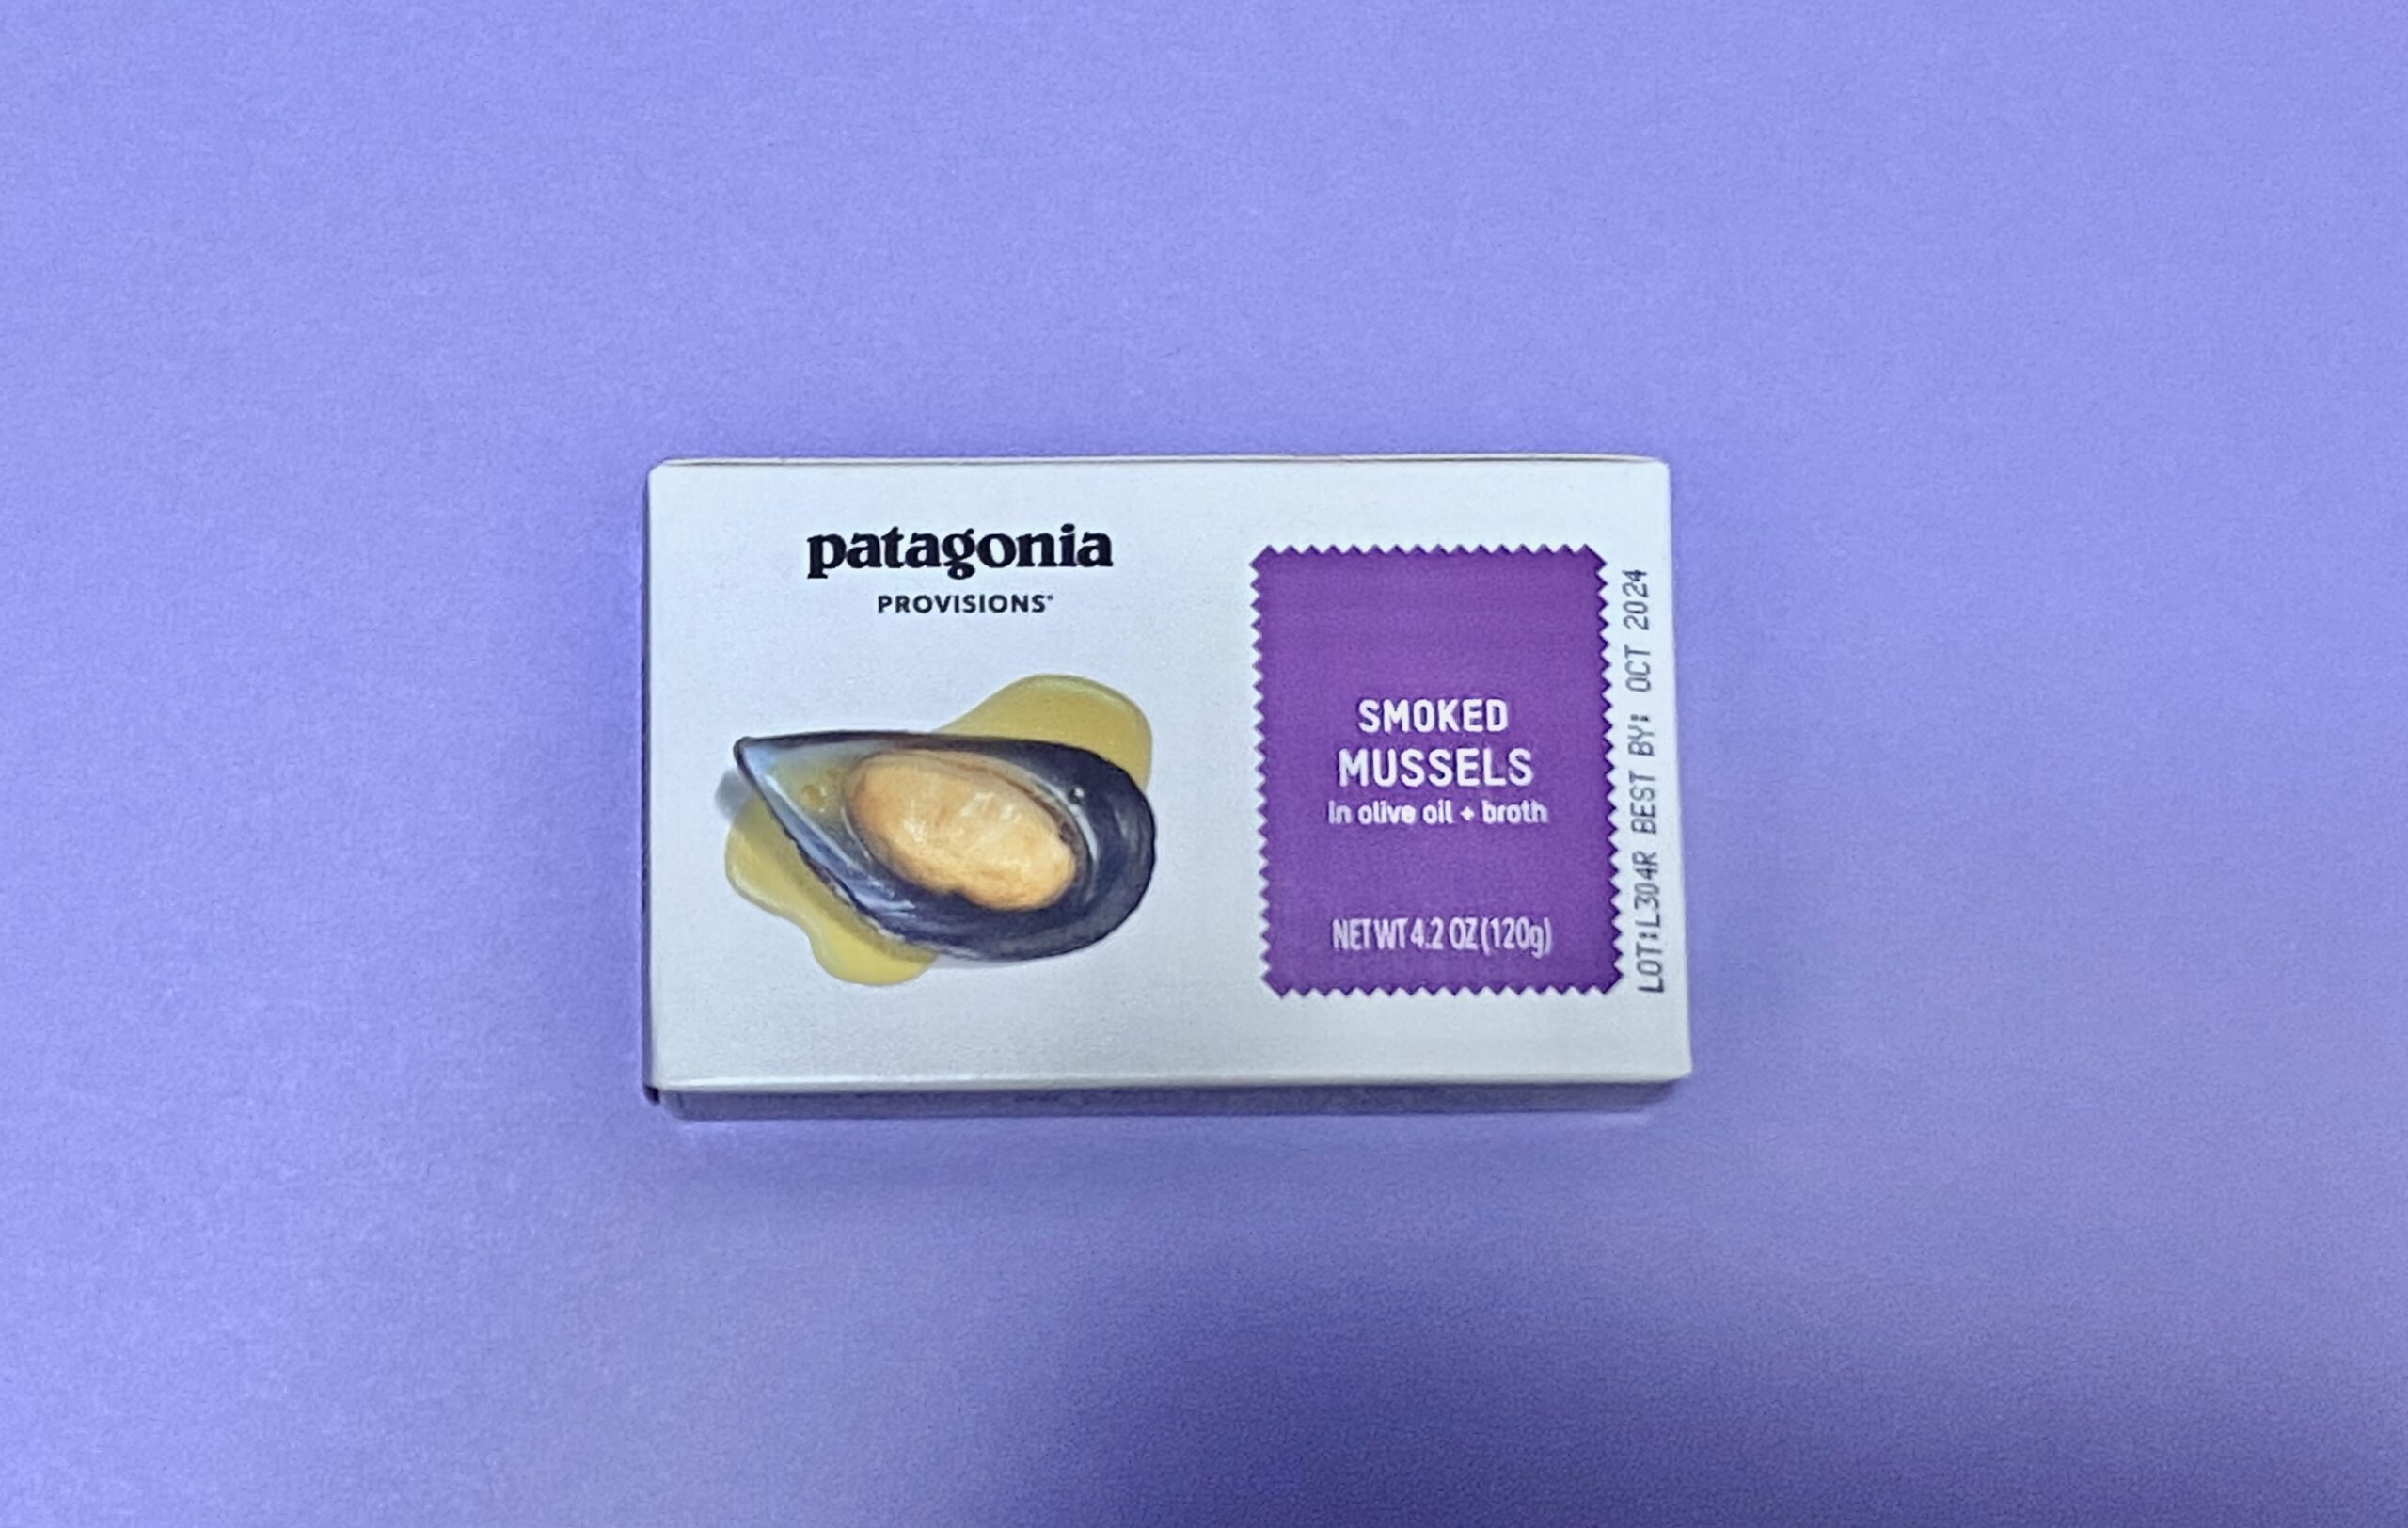 patagonia
PROVISIONS®
SMOKED
MUSSELS
in olive oil + broth
NET WT 4.2 OZ (120g)
LOT:L304R BEST BY: OCT 2024